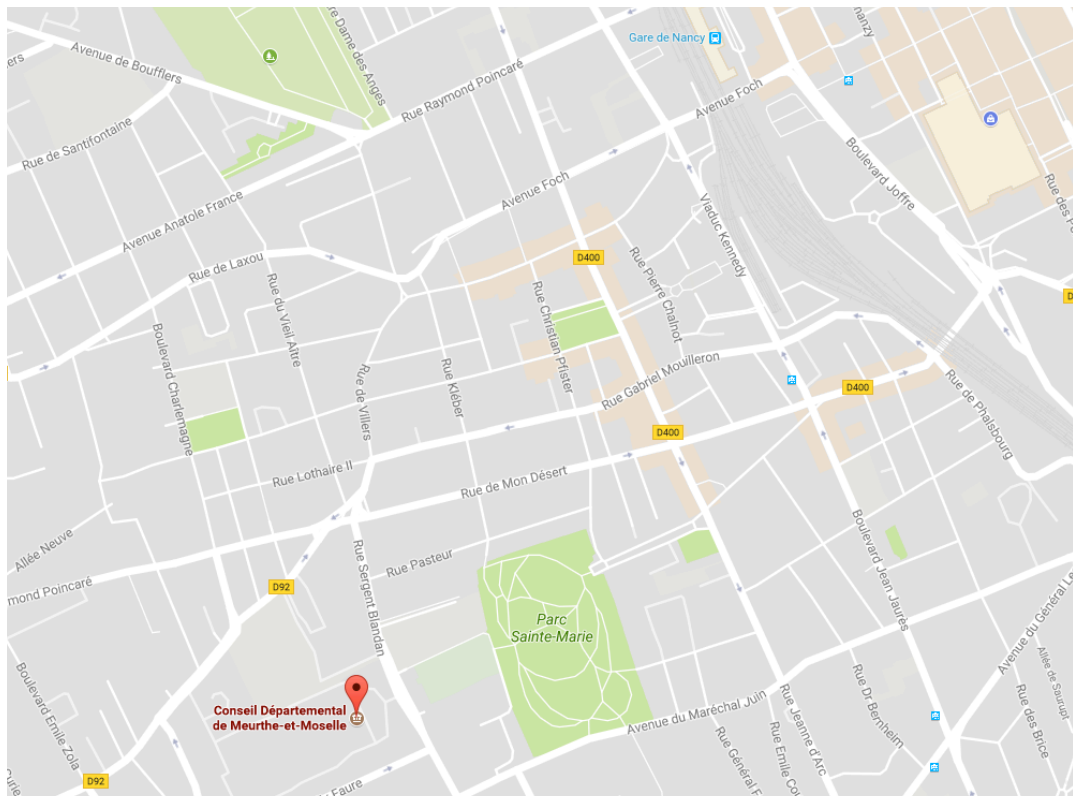 Gare de Nancy
Avenue de Boufflers
Dame des Anges
Rue Raymond Poincaré
Avenue Foch
Rue de Santifontaine
Boulevard Joffre
Avenue Anatole France
Avenue Foch
Viaduc Kennedy
Rue de Laxou
D400
Rue Pierre Chalnot
Rue du Vieil Aître
Rue Christian Pfister
Boulevard Charlemagne
Rue de Villers
Rue Kléber
Rue Gabriel Mouilleron
D400
Rue de Phalsbourg
D400
Rue Lothaire II
Rue de Mon Désert
Allée Neuve
Rue Pasteur
Boulevard Jean Jaurès
mond Poincaré
D92
Rue Sergent Blandan
Parc
Sainte-Marie
Avenue du Général Le
Allée de Saurupt
Boulevard Emile Zola
Conseil Départemental
de Meurthe-et-Moselle
Avenue du Maréchal Juin
Rue Jeanne d'Arc
Rue Dr Bernheim
Rue des Brice
Rue Emile Co
Rue Général F
D92
Faure
Curie